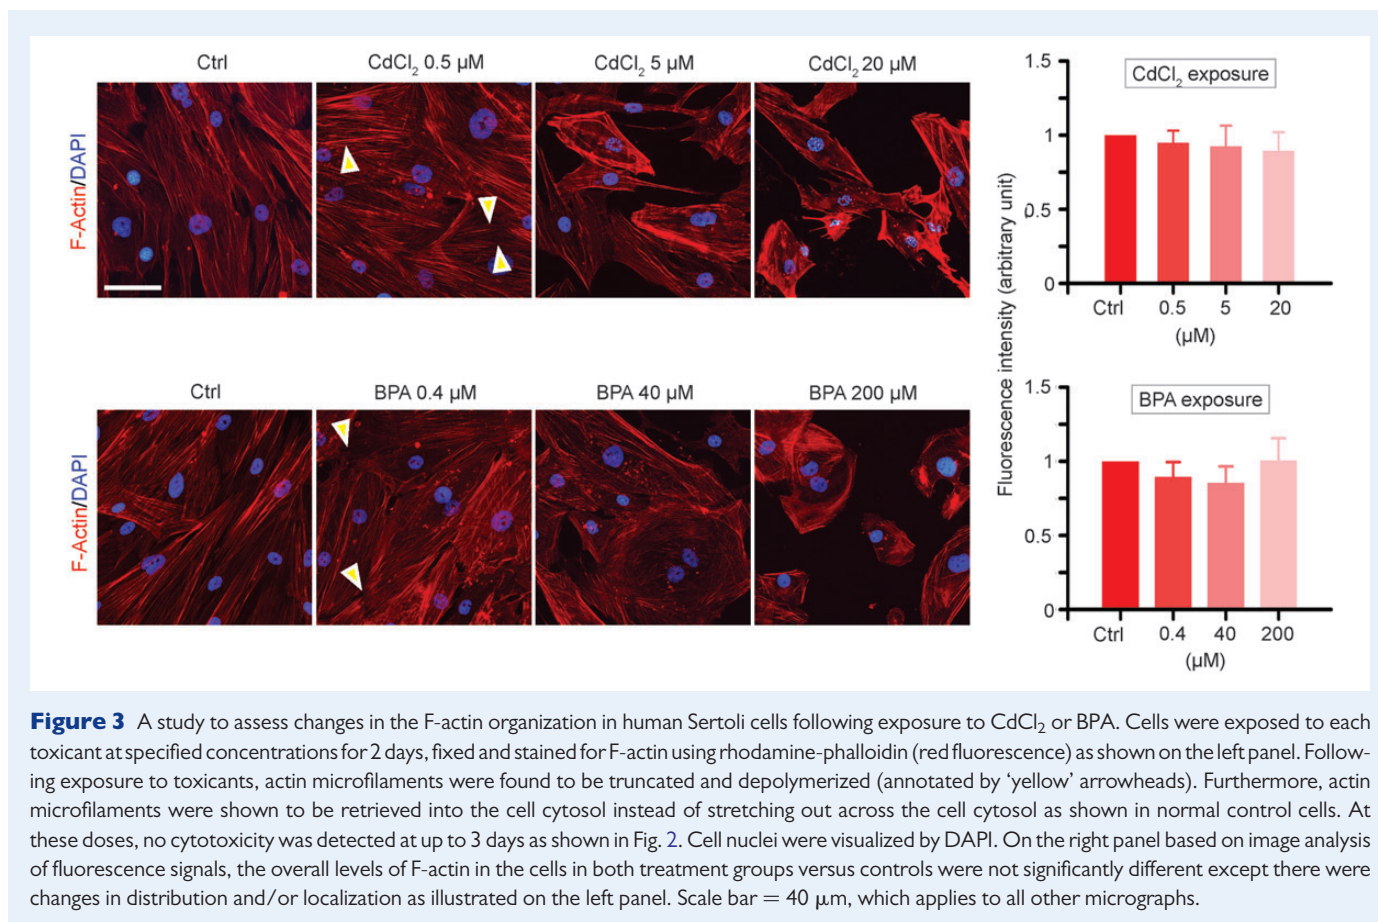 Ctrl
CdCl2 0.5 µM
CdCl2 5 µM
CdCl2 20 µM
F-Actin/DAPI
Ctrl
BPA 0.4 µM
BPA 40 µM
BPA 200 µM
F-Actin/DAPI
Fluorescence intensity (arbitrary unit)
CdCl2 exposure
1.5
1
0.5
0
Ctrl 0.5 5 20
(µM)
BPA exposure
1.5
1
0.5
0
Ctrl 0.4 40 200
(µM)
Figure 3 A study to assess changes in the F-actin organization in human Sertoli cells following exposure to CdCl2 or BPA. Cells were exposed to each
toxicant at specified concentrations for 2 days, fixed and stained for F-actin using rhodamine-phalloidin (red fluorescence) as shown on the left panel. Follow-
ing exposure to toxicants, actin microfilaments were found to be truncated and depolymerized (annotated by ‘yellow’ arrowheads). Furthermore, actin
microfilaments were shown to be retrieved into the cell cytosol instead of stretching out across the cell cytosol as shown in normal control cells. At
these doses, no cytotoxicity was detected at up to 3 days as shown in Fig. 2. Cell nuclei were visualized by DAPI. On the right panel based on image analysis
of fluorescence signals, the overall levels of F-actin in the cells in both treatment groups versus controls were not significantly different except there were
changes in distribution and/or localization as illustrated on the left panel. Scale bar = 40 µm, which applies to all other micrographs.